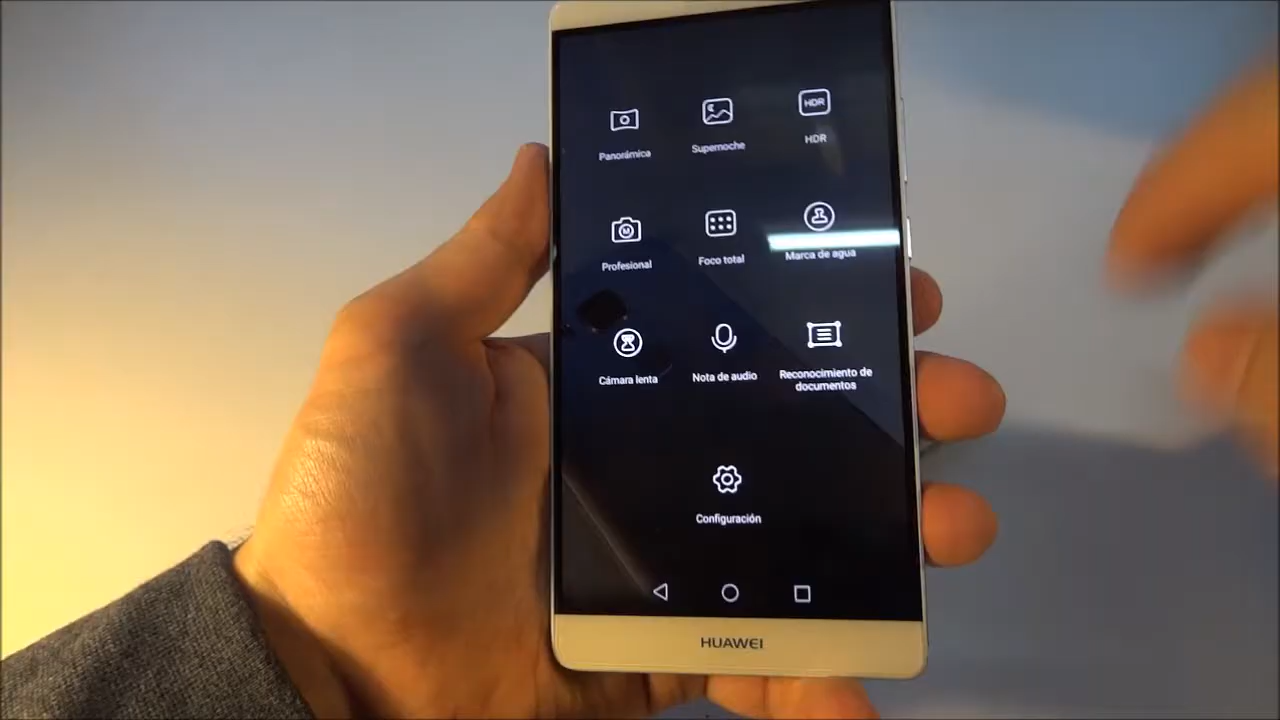 HDR
Panorámica
Supernoche
HDR
M
Profesional
Foco total
Marca de agua
Cámara lenta
Nota de audio
Reconocimiento de
documentos
Configuración
HUAWEI